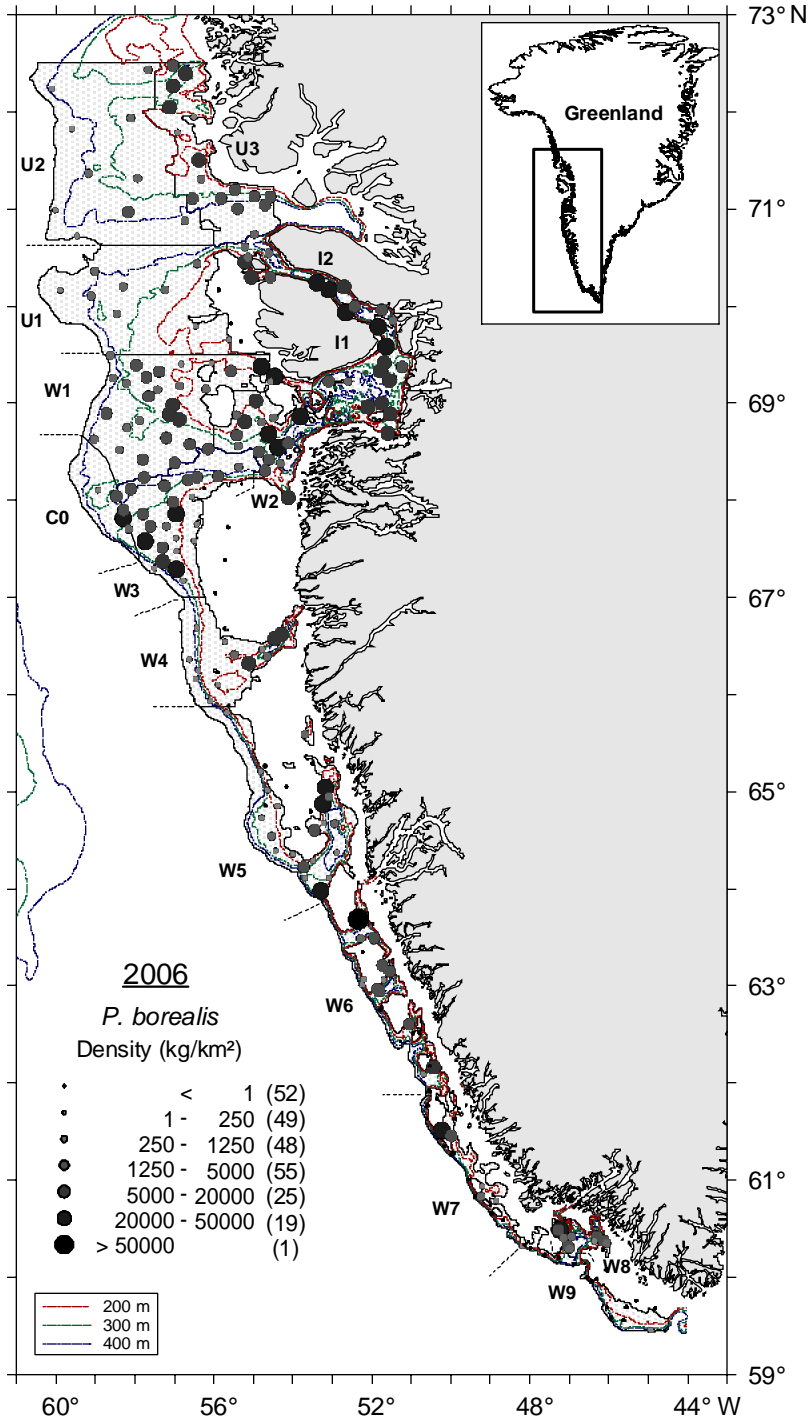 73° N
Greenland
U3
U2
71°
I2
U1
I1
W1
69°
W2
C0
W3
67°
W4
65°
W5
63°
2006
W6
P. borealis
Density (kg/km²)
< 1 (52)
1 - 250 (49)
250 - 1250 (48)
1250 - 5000 (55)
5000 - 20000 (25)
20000 - 50000 (19)
> 50000 (1)
61°
W7
W8
W9
200 m
300 m
400 m
59°
60° 56° 52° 48° 44° W